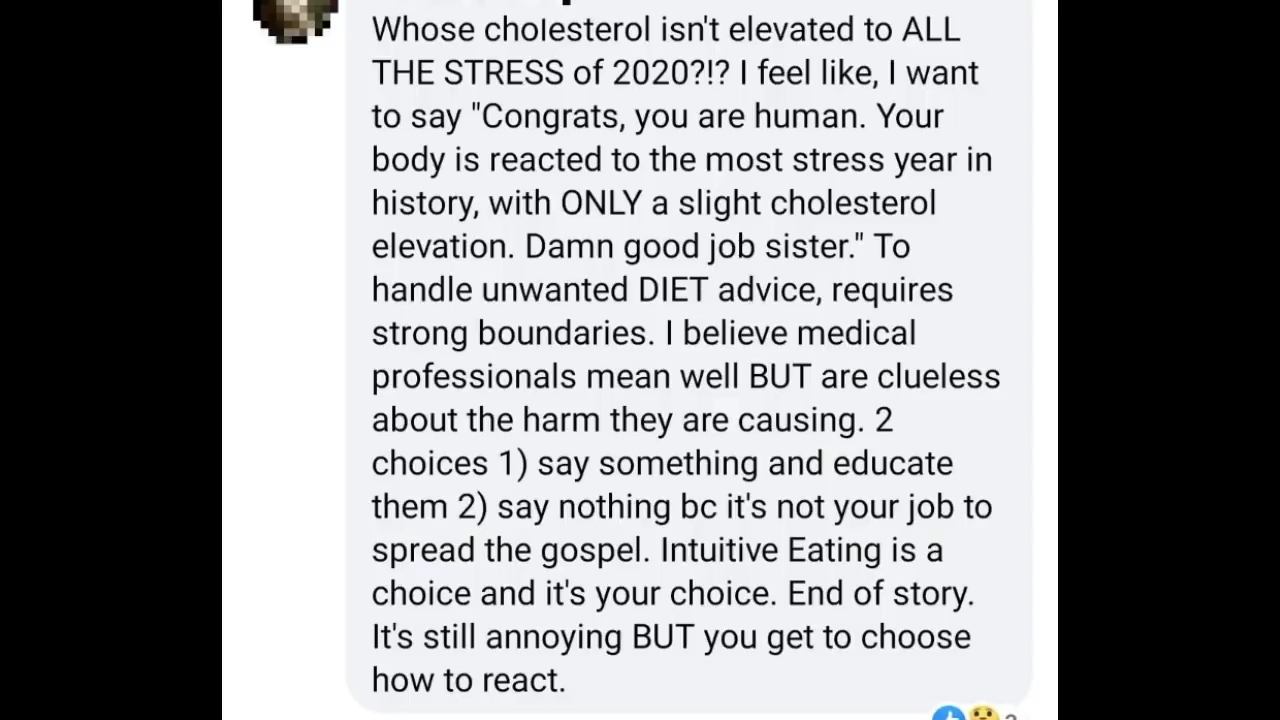 Whose cholesterol isn't elevated to ALL
THE STRESS of 2020?!? I feel like, I want
to say "Congrats, you are human. Your
body is reacted to the most stress year in
history, with ONLY a slight cholesterol
elevation. Damn good job sister." To
handle unwanted DIET advice, requires
strong boundaries. I believe medical
professionals mean well BUT are clueless
about the harm they are causing. 2
choices 1) say something and educate
them 2) say nothing bc it's not your job to
spread the gospel. Intuitive Eating is a
choice and it's your choice. End of story.
It's still annoying BUT you get to choose
how to react.